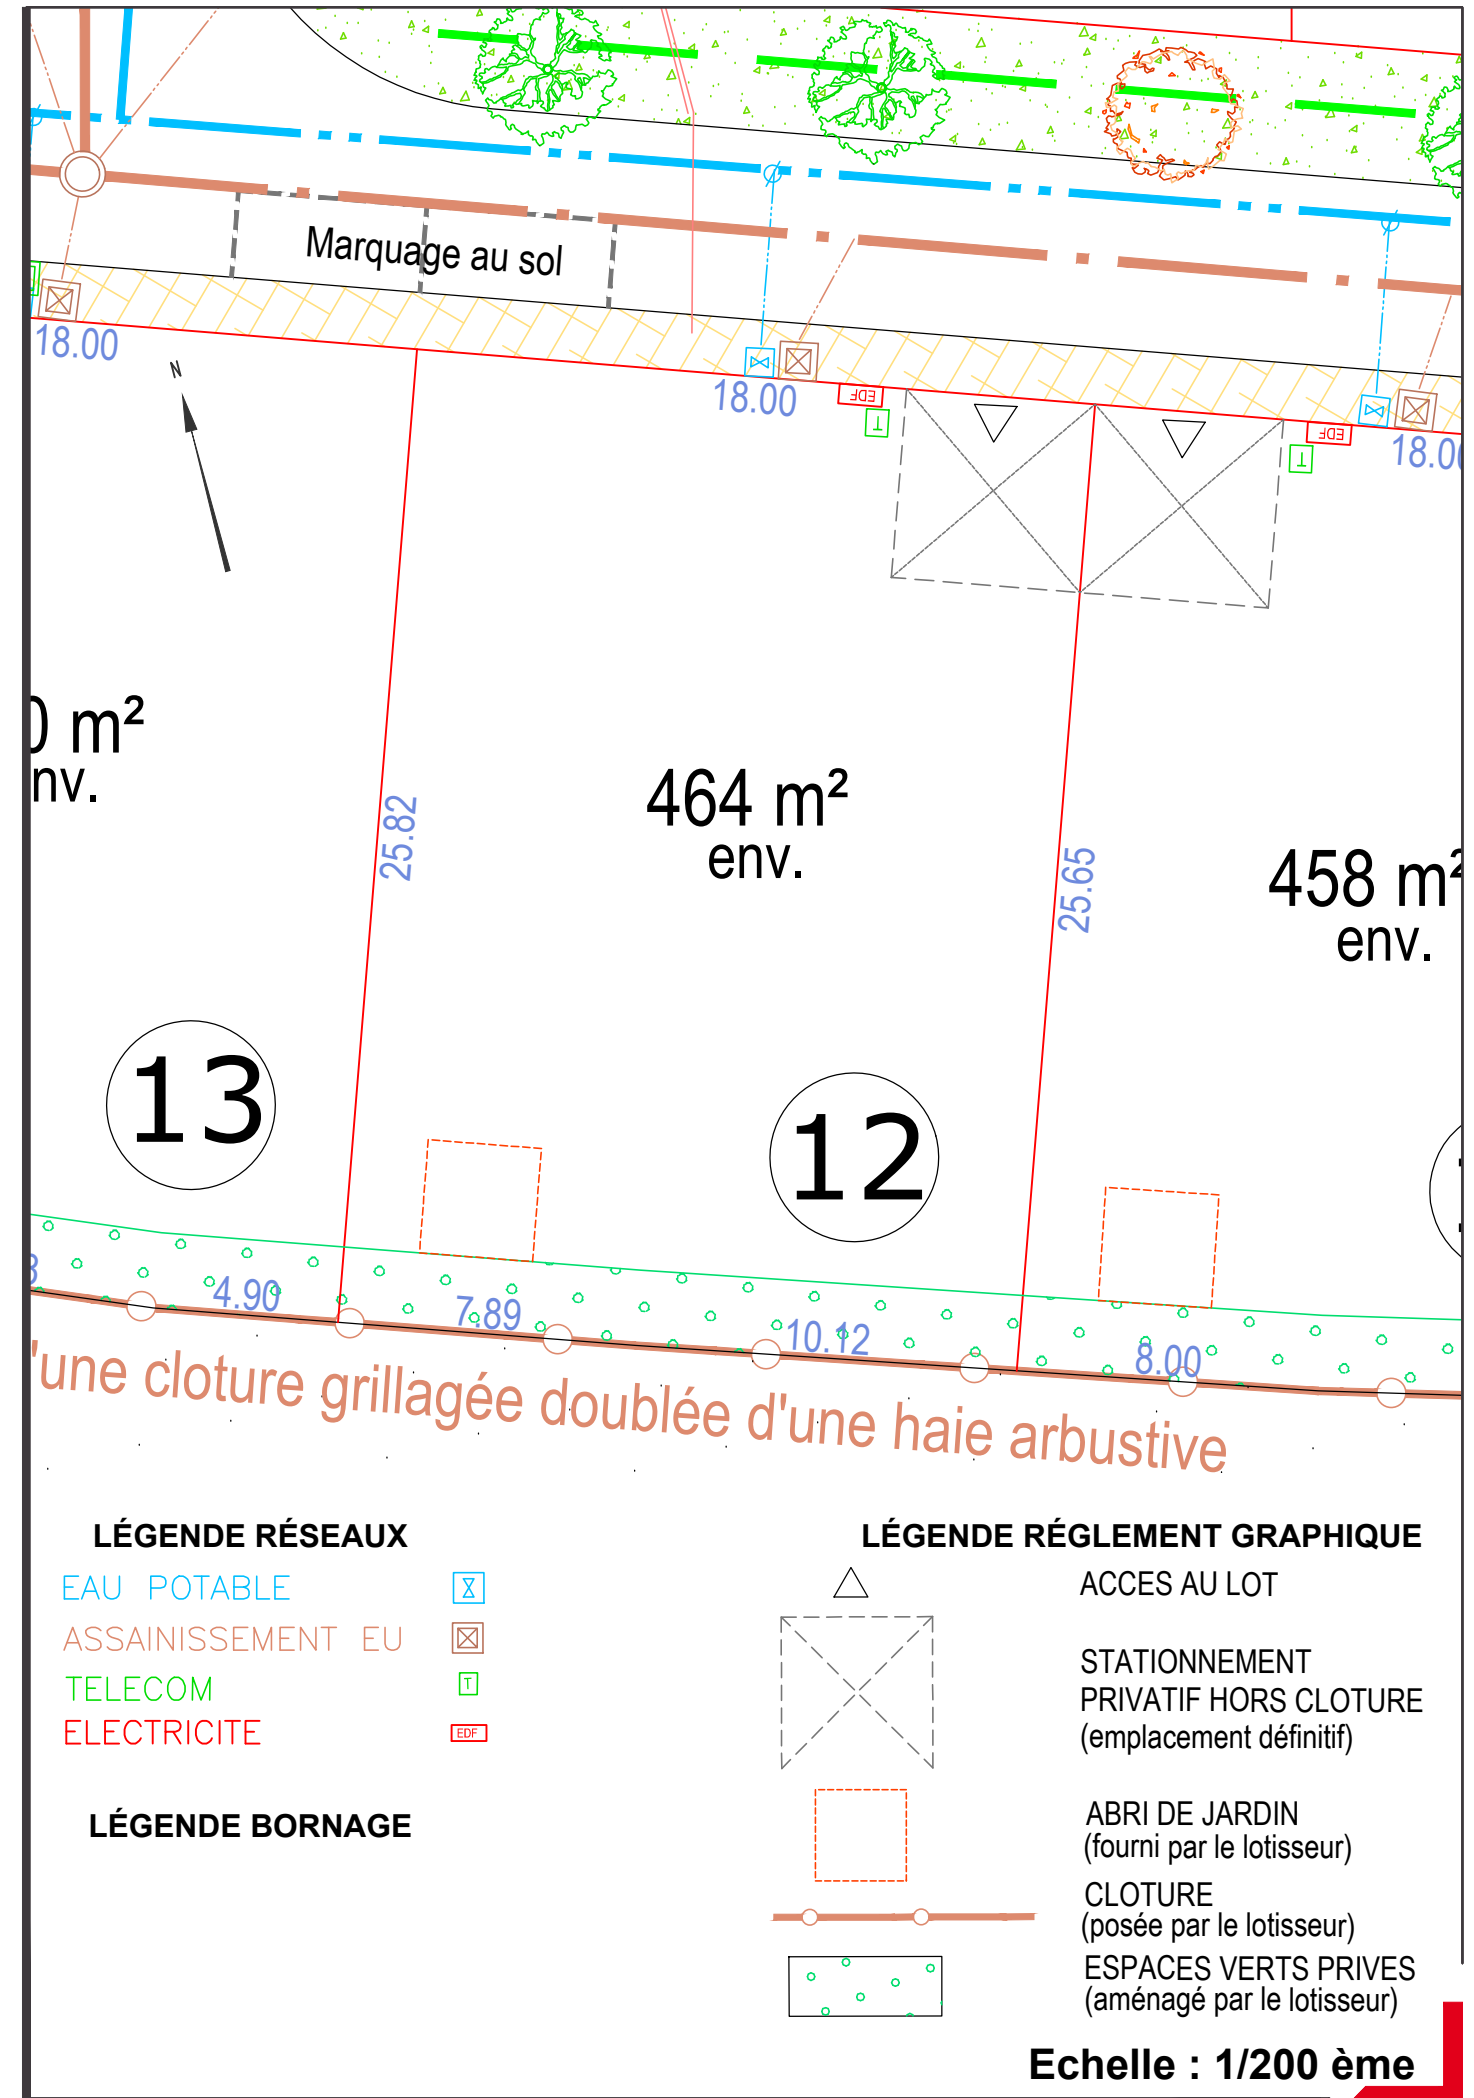 Marquage au sol
18.00
N
18.00
EDF
T
EDF
T
18.0
0 m²
nv.
464 m²
env.
25.82
25.65
458 m²
env.
13
12
4.90
7.89
10.12
8.00
'une cloture grillagée doublée d'une haie arbustive
LÉGENDE RÉSEAUX
EAU POTABLE
ASSAINISSEMENT EU
TELECOM T
ELECTRICITE EDF
LÉGENDE BORNAGE
LÉGENDE RÉGLEMENT GRAPHIQUE
ACCES AU LOT
STATIONNEMENT
PRIVATIF HORS CLOTURE
(emplacement définitif)
ABRI DE JARDIN
(fourni par le lotisseur)
CLOTURE
(posée par le lotisseur)
ESPACES VERTS PRIVES
(aménagé par le lotisseur)
Echelle : 1/200 ème